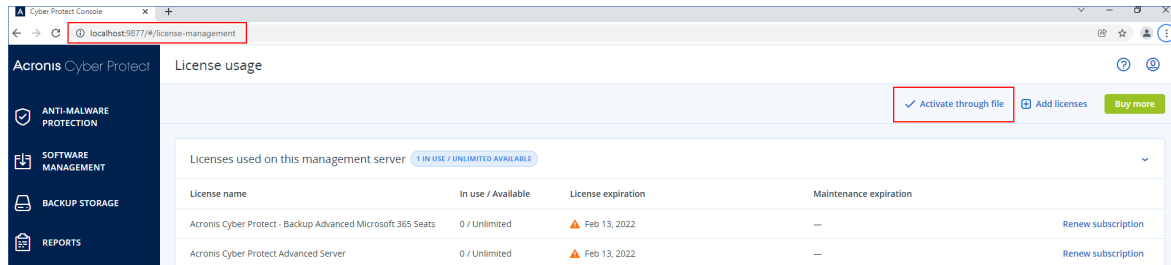 Cyber Protect Console
localhost:9877/#/license-management
Acronis Cyber Protect
License usage
ANTI-MALWARE
PROTECTION
SOFTWARE
MANAGEMENT
BACKUP STORAGE
REPORTS
Activate through file
Add licenses
Buy more
Licenses used on this management server 1 IN USE / UNLIMITED AVAILABLE
License name In use / Available License expiration Maintenance expiration
Acronis Cyber Protect - Backup Advanced Microsoft 365 Seats 0 / Unlimited Feb 13, 2022 — Renew subscription
Acronis Cyber Protect Advanced Server 0 / Unlimited Feb 13, 2022 — Renew subscription